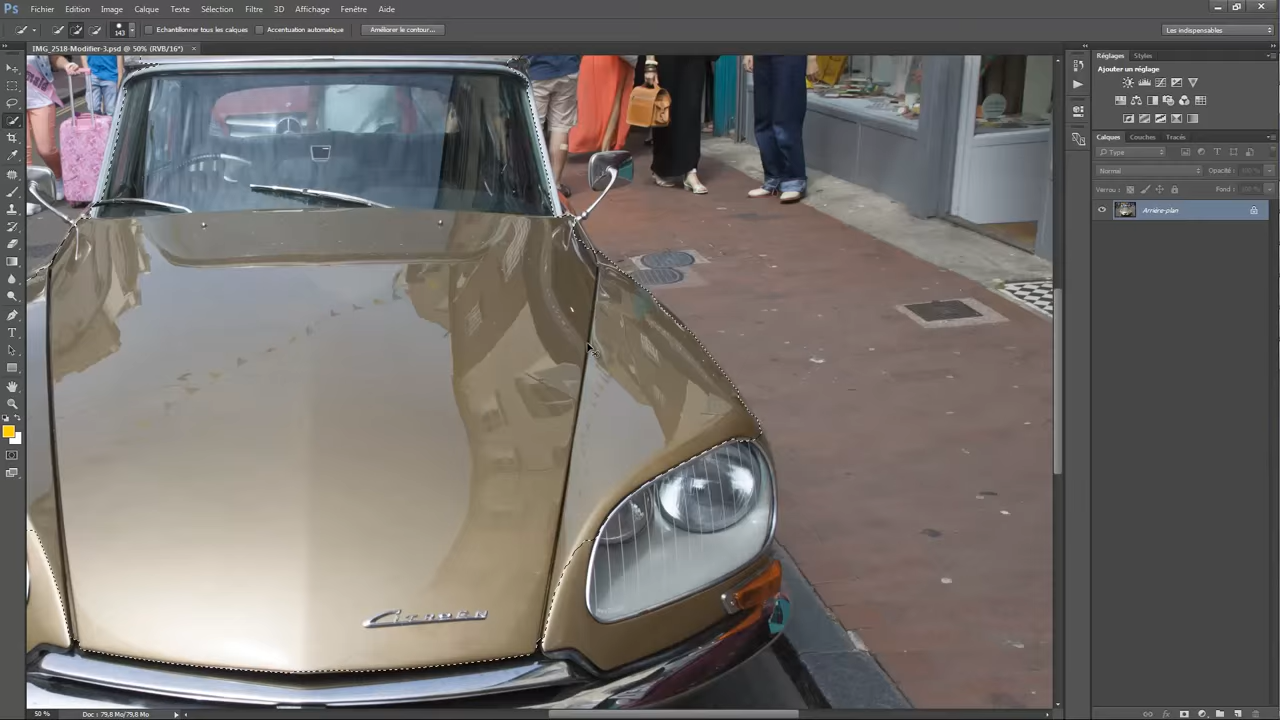 Ps Fichier Edition Image Calque Texte Sélection Filtre 3D Affichage Fenêtre Aide
143 Echantillonner tous les calques Accentuation automatique Améliorer le contour... Les indispensables
IMG_2518-Modifier-3.psd @ 50% (RVB/16*) ×
Réglages Styles
Ajouter un réglage
Calques Couches Tracés
Type
Normal Opacité :
Verrou : Fond :
Arrière-plan
CITROËN
50 % Doc : 79,8 Mo/79,8 Mo